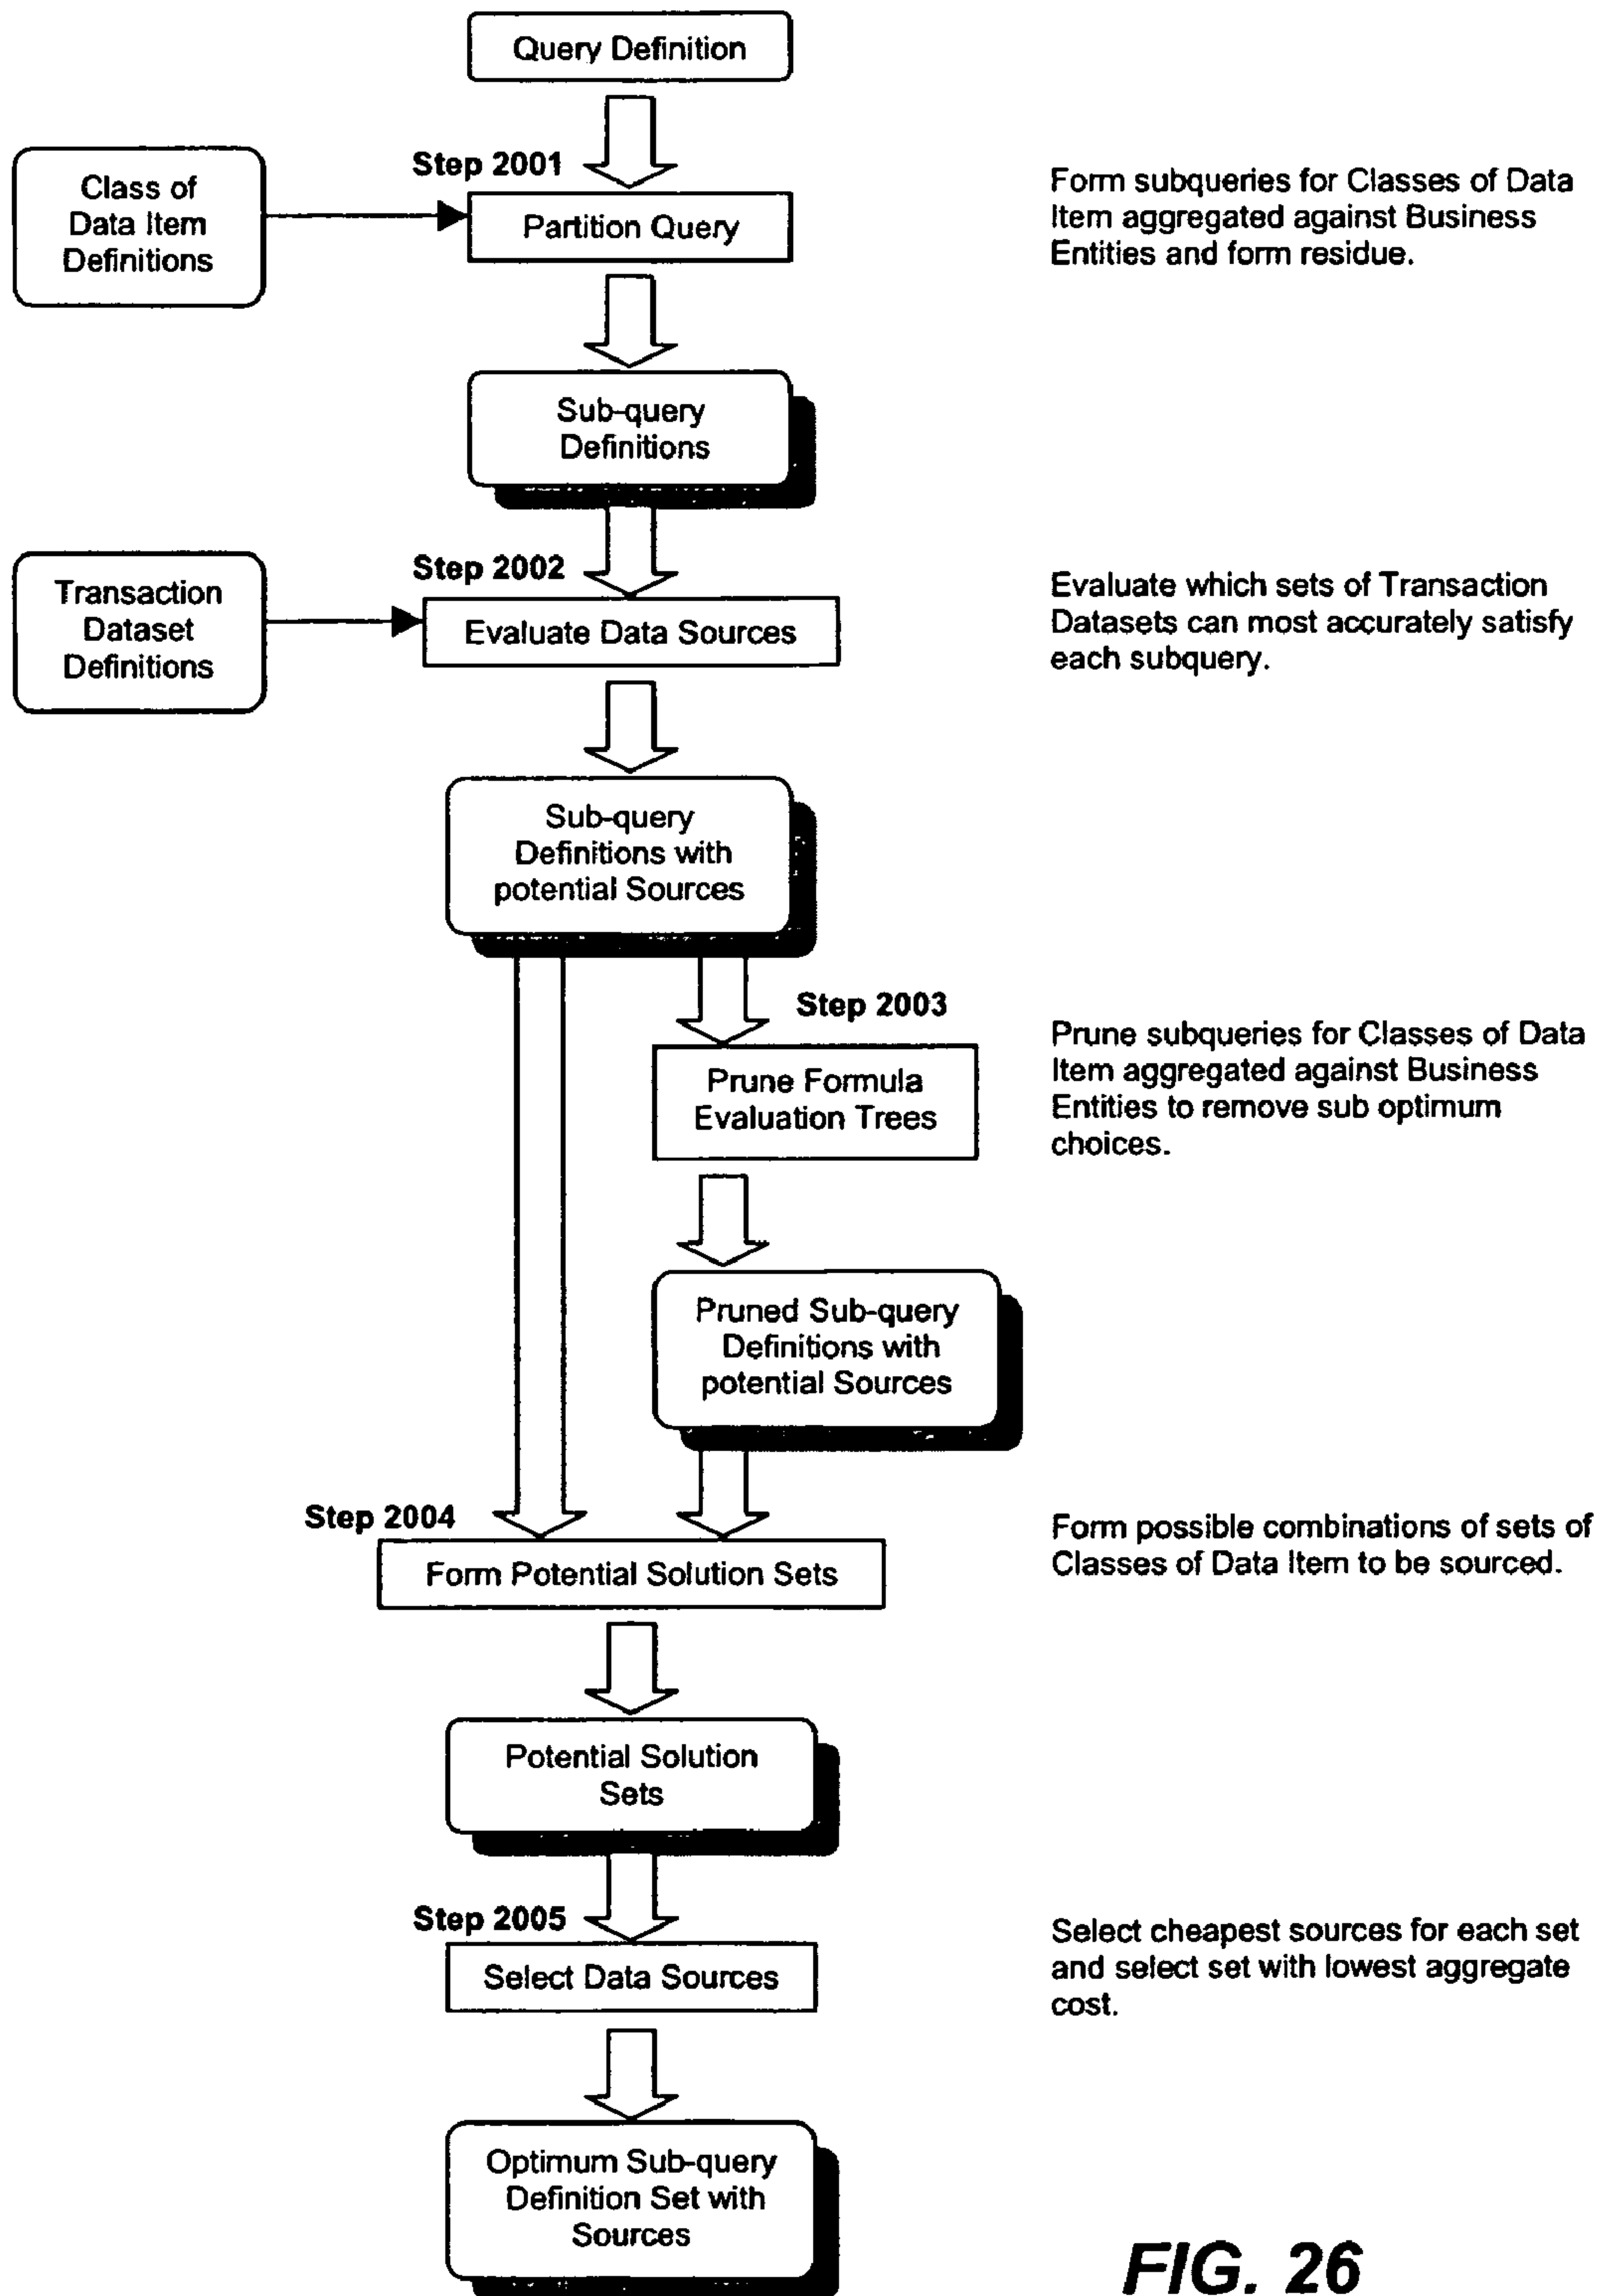 Query Definition
Step 2001
Class of
Data Item
Definitions
Partition Query
Form subqueries for Classes of Data
Item aggregated against Business
Entities and form residue.
Sub-query
Definitions
Step 2002
Transaction
Dataset
Definitions
Evaluate Data Sources
Evaluate which sets of Transaction
Datasets can most accurately satisfy
each subquery.
Sub-query
Definitions with
potential Sources
Step 2003
Prune Formula
Evaluation Trees
Prune subqueries for Classes of Data
Item aggregated against Business
Entities to remove sub optimum
choices.
Pruned Sub-query
Definitions with
potential Sources
Step 2004
Form Potential Solution Sets
Form possible combinations of sets of
Classes of Data Item to be sourced.
Potential Solution
Sets
Step 2005
Select Data Sources
Select cheapest sources for each set
and select set with lowest aggregate
cost.
Optimum Sub-query
Definition Set with
Sources
FIG. 26